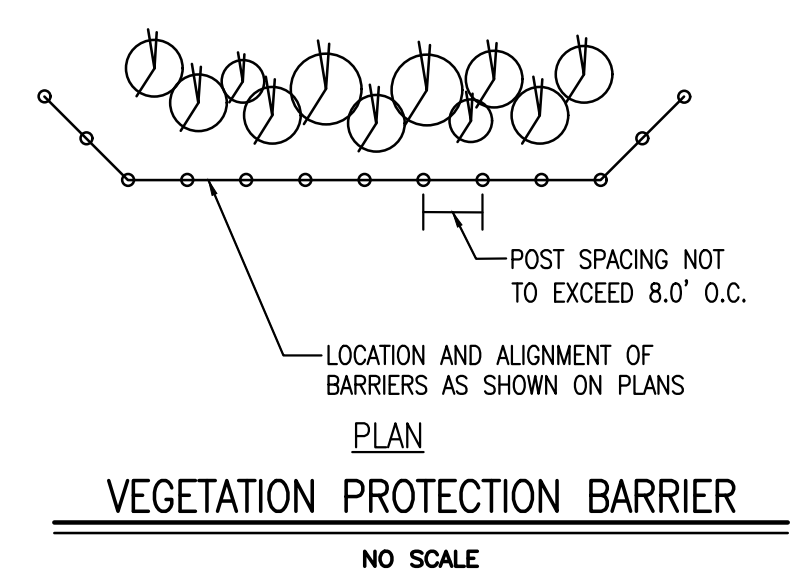 POST SPACING NOT
TO EXCEED 8.0' O.C.
LOCATION AND ALIGNMENT OF
BARRIERS AS SHOWN ON PLANS
PLAN
VEGETATION PROTECTION BARRIER
NO SCALE